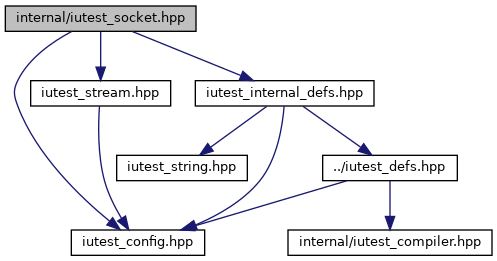 internal/iutest_socket.hpp
iutest_stream.hpp
iutest_internal_defs.hpp
iutest_string.hpp
../iutest_defs.hpp
iutest_config.hpp
internal/iutest_compiler.hpp